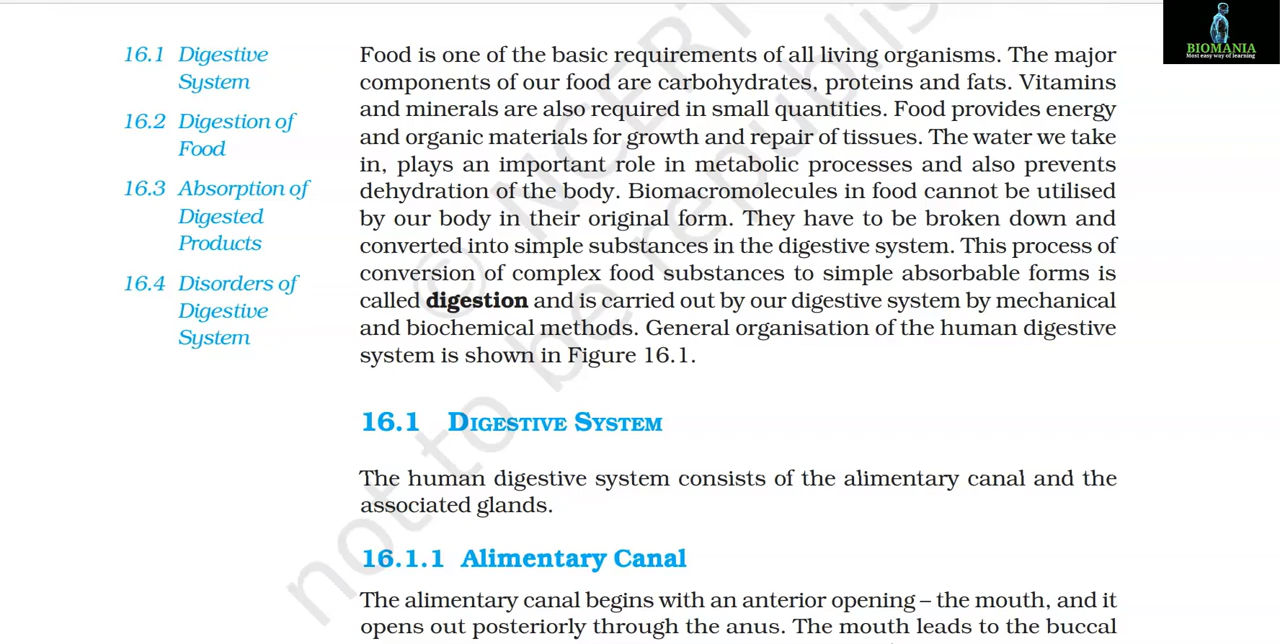 BIOMANIA
Most easy way of learning
16.1 Digestive
System
16.2 Digestion of
Food
16.3 Absorption of
Digested
Products
16.4 Disorders of
Digestive
System
Food is one of the basic requirements of all living organisms. The major
components of our food are carbohydrates, proteins and fats. Vitamins
and minerals are also required in small quantities. Food provides energy
and organic materials for growth and repair of tissues. The water we take
in, plays an important role in metabolic processes and also prevents
dehydration of the body. Biomacromolecules in food cannot be utilised
by our body in their original form. They have to be broken down and
converted into simple substances in the digestive system. This process of
conversion of complex food substances to simple absorbable forms is
called digestion and is carried out by our digestive system by mechanical
and biochemical methods. General organisation of the human digestive
system is shown in Figure 16.1.
16.1 DIGESTIVE SYSTEM
The human digestive system consists of the alimentary canal and the
associated glands.
16.1.1 Alimentary Canal
The alimentary canal begins with an anterior opening – the mouth, and it
opens out posteriorly through the anus. The mouth leads to the buccal
© NCERT
not to be republis